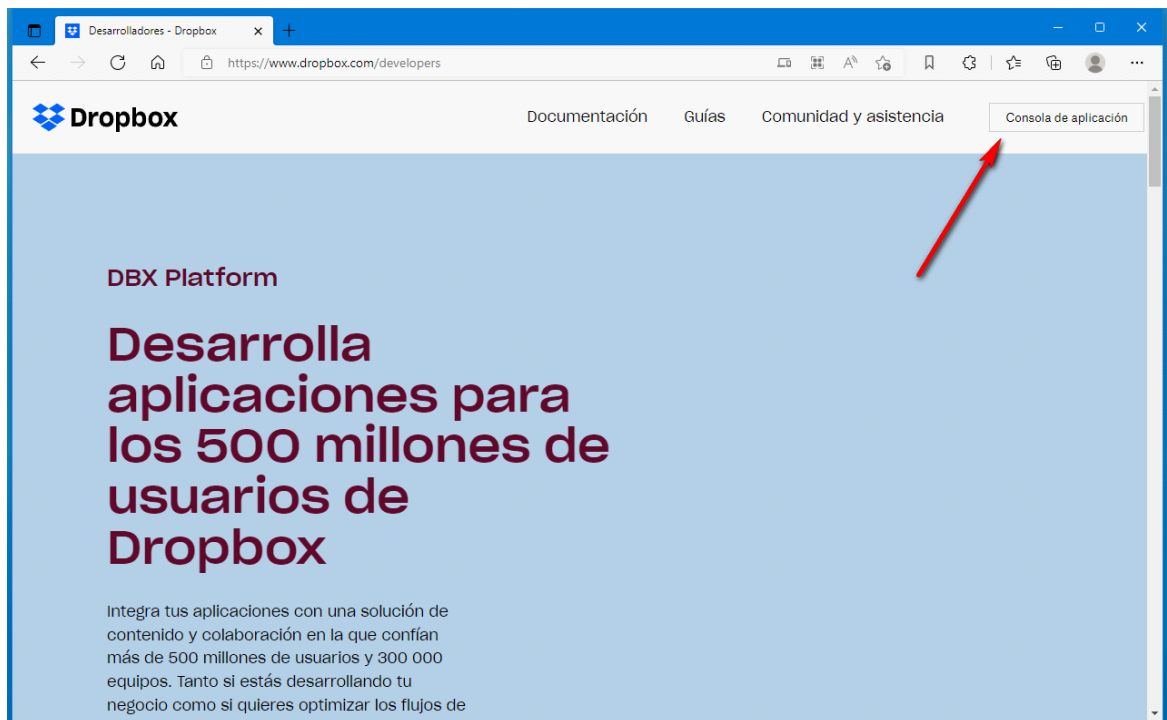 Desarrolladores - Dropbox
https://www.dropbox.com/developers
Dropbox
Documentación
Guías
Comunidad y asistencia
Consola de aplicación
DBX Platform
Desarrolla
aplicaciones para
los 500 millones de
usuarios de
Dropbox
Integra tus aplicaciones con una solución de
contenido y colaboración en la que confían
más de 500 millones de usuarios y 300 000
equipos. Tanto si estás desarrollando tu
negocio como si quieres optimizar los flujos de